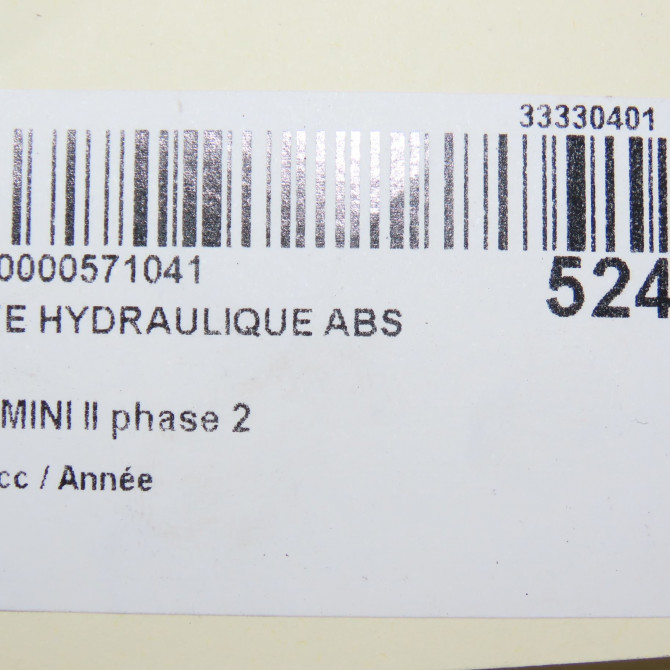 33330401
0000571041
524
E HYDRAULIQUE ABS
MINI II phase 2
cc / Année